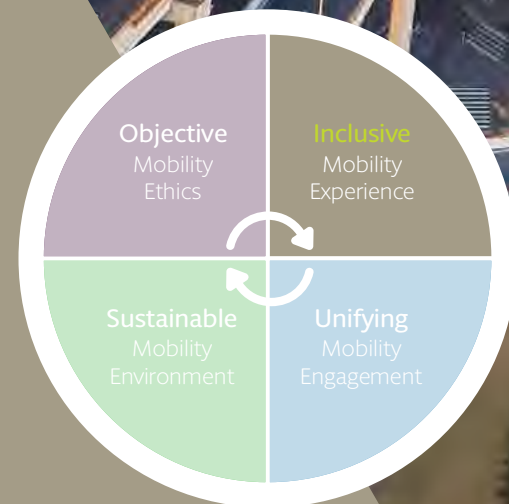 Objective
Mobility
Ethics
Inclusive
Mobility
Experience
Sustainable
Mobility
Environment
Unifying
Mobility
Engagement